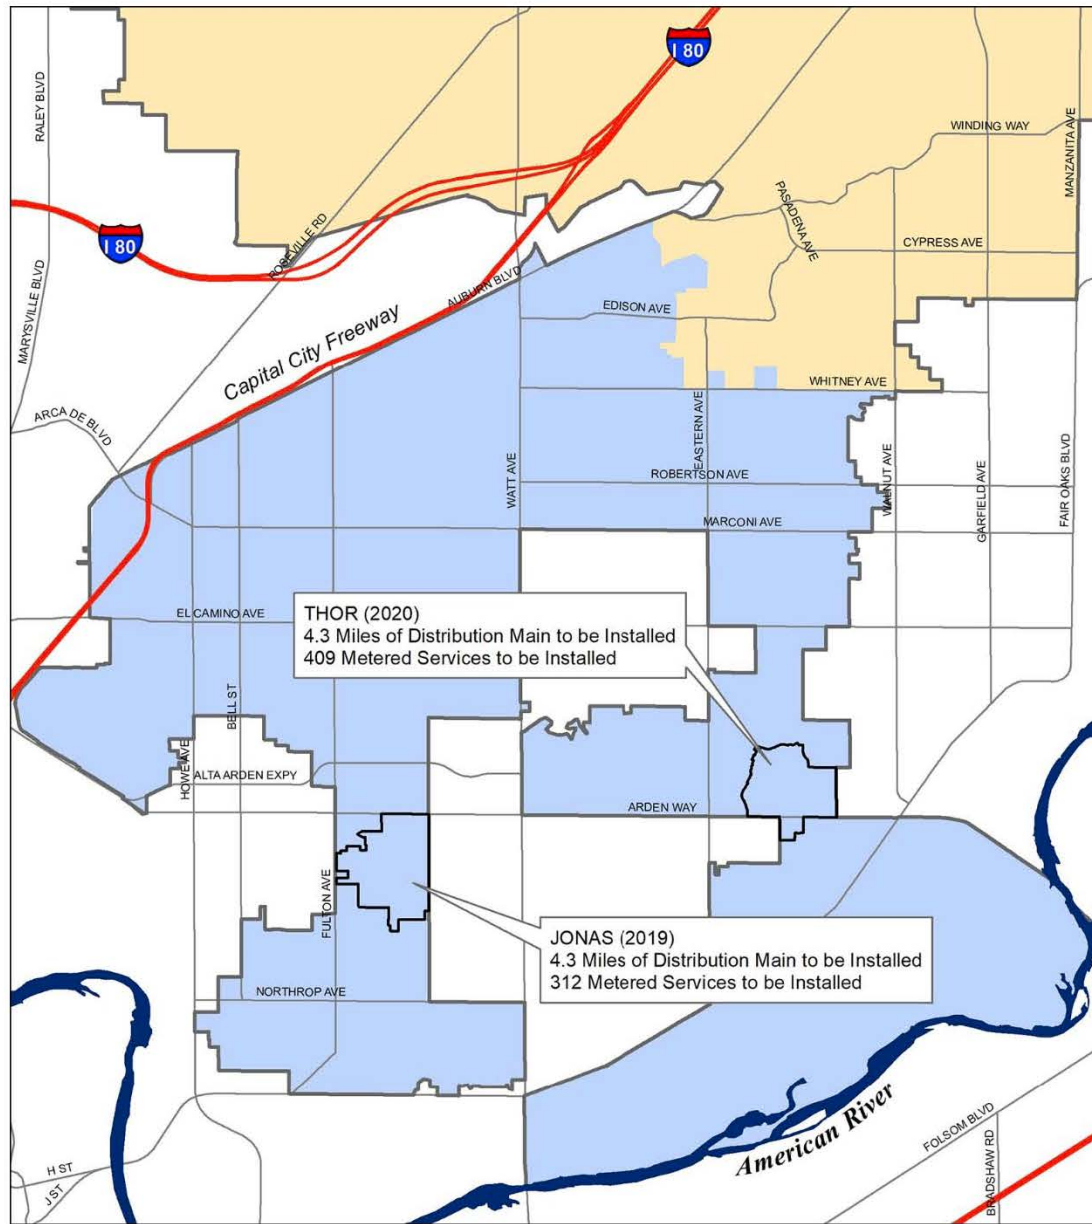 I 80
RALEY BLVD
WINDING WAY
MANZANITA AVE
PASADENA AVE
I 80
ROSEVILLE RD
CYPRESS AVE
MARYSVILLE BLVD
AUBURN BLVD
EDISON AVE
Capital City Freeway
WHITNEY AVE
ARCA DE BLVD
EASTERN AVE
WATT AVE
ROBERTSON AVE
WALNUT AVE
GARFIELD AVE
FAIR OAKS BLVD
MARCONI AVE
EL CAMINO AVE
THOR (2020)
4.3 Miles of Distribution Main to be Installed
409 Metered Services to be Installed
BELL ST
HOWE AVE
ALTA ARDEN EXPY
ARDEN WAY
FULTON AVE
JONAS (2019)
4.3 Miles of Distribution Main to be Installed
312 Metered Services to be Installed
NORTHROP AVE
American River
FOLSOM BLVD
BRADSHAW RD
H ST
J ST